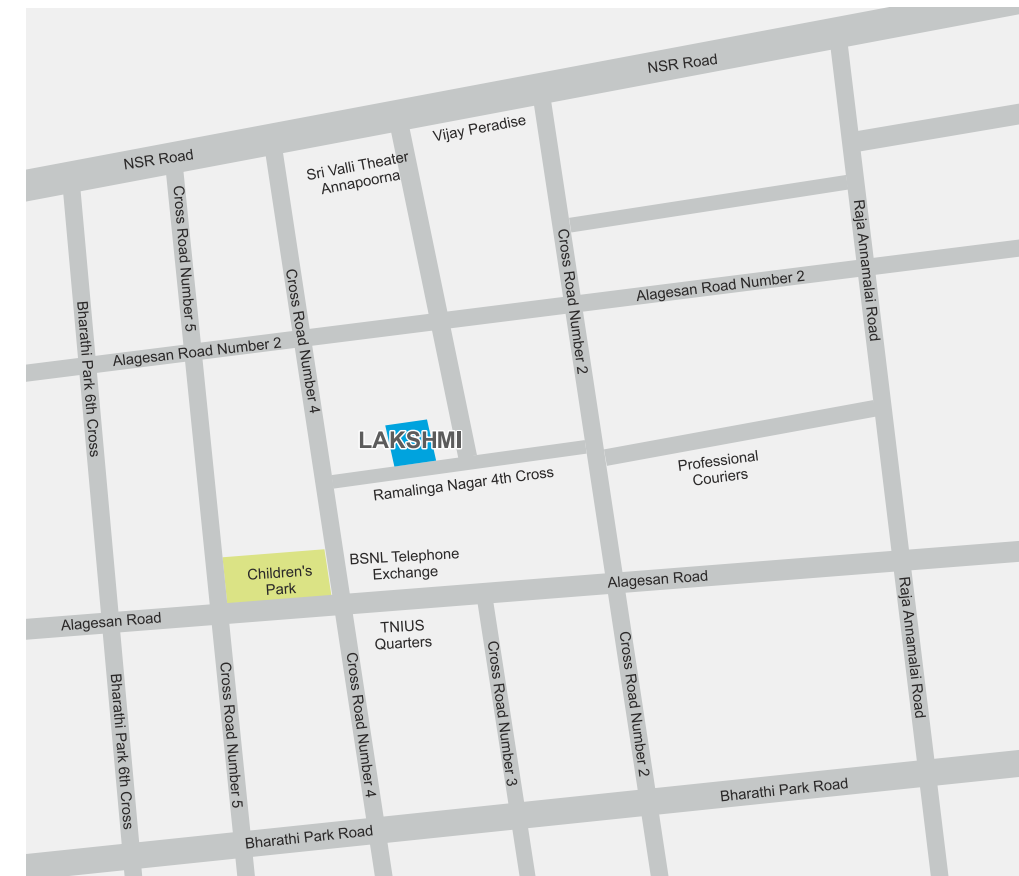 NSR Road
NSR Road
Vijay Peradise
Sri Valli Theater
Annapoorna
Cross Road Number 5
Raja Annamalai Road
Cross Road Number 2
Cross Road Number 4
Alagesan Road Number 2
Bharathi Park 6th Cross
Alagesan Road Number 2
LAKSHMI
Professional
Couriers
Ramalinga Nagar 4th Cross
BSNL Telephone
Exchange
Children's
Park
Alagesan Road
Raja Annamalai Road
Alagesan Road
TNIUS
Quarters
Cross Road Number 2
Cross Road Number 3
Cross Road Number 4
Cross Road Number 5
Bharathi Park 6th Cross
Bharathi Park Road
Bharathi Park Road